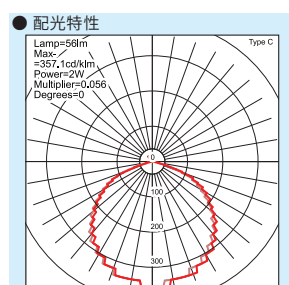 ● 配光特性
Lamp=56lm
Type C
Max-
=357.1cd/klm
Power=2W
Multiplier=0.056
Degrees=0
0
100
200
300